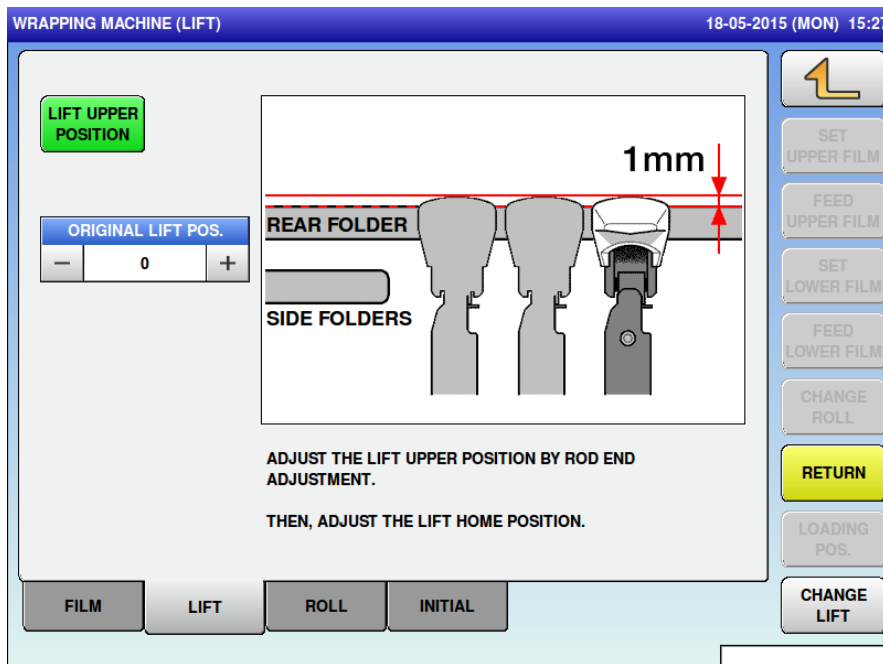 WRAPPING MACHINE (LIFT)
18-05-2015 (MON) 15:27
LIFT UPPER
POSITION
ORIGINAL LIFT POS.
− 0 +
1mm
REAR FOLDER
SIDE FOLDERS
ADJUST THE LIFT UPPER POSITION BY ROD END
ADJUSTMENT.
THEN, ADJUST THE LIFT HOME POSITION.
SET
UPPER FILM
FEED
UPPER FILM
SET
LOWER FILM
FEED
LOWER FILM
CHANGE
ROLL
RETURN
LOADING
POS.
CHANGE
LIFT
FILM
LIFT
ROLL
INITIAL